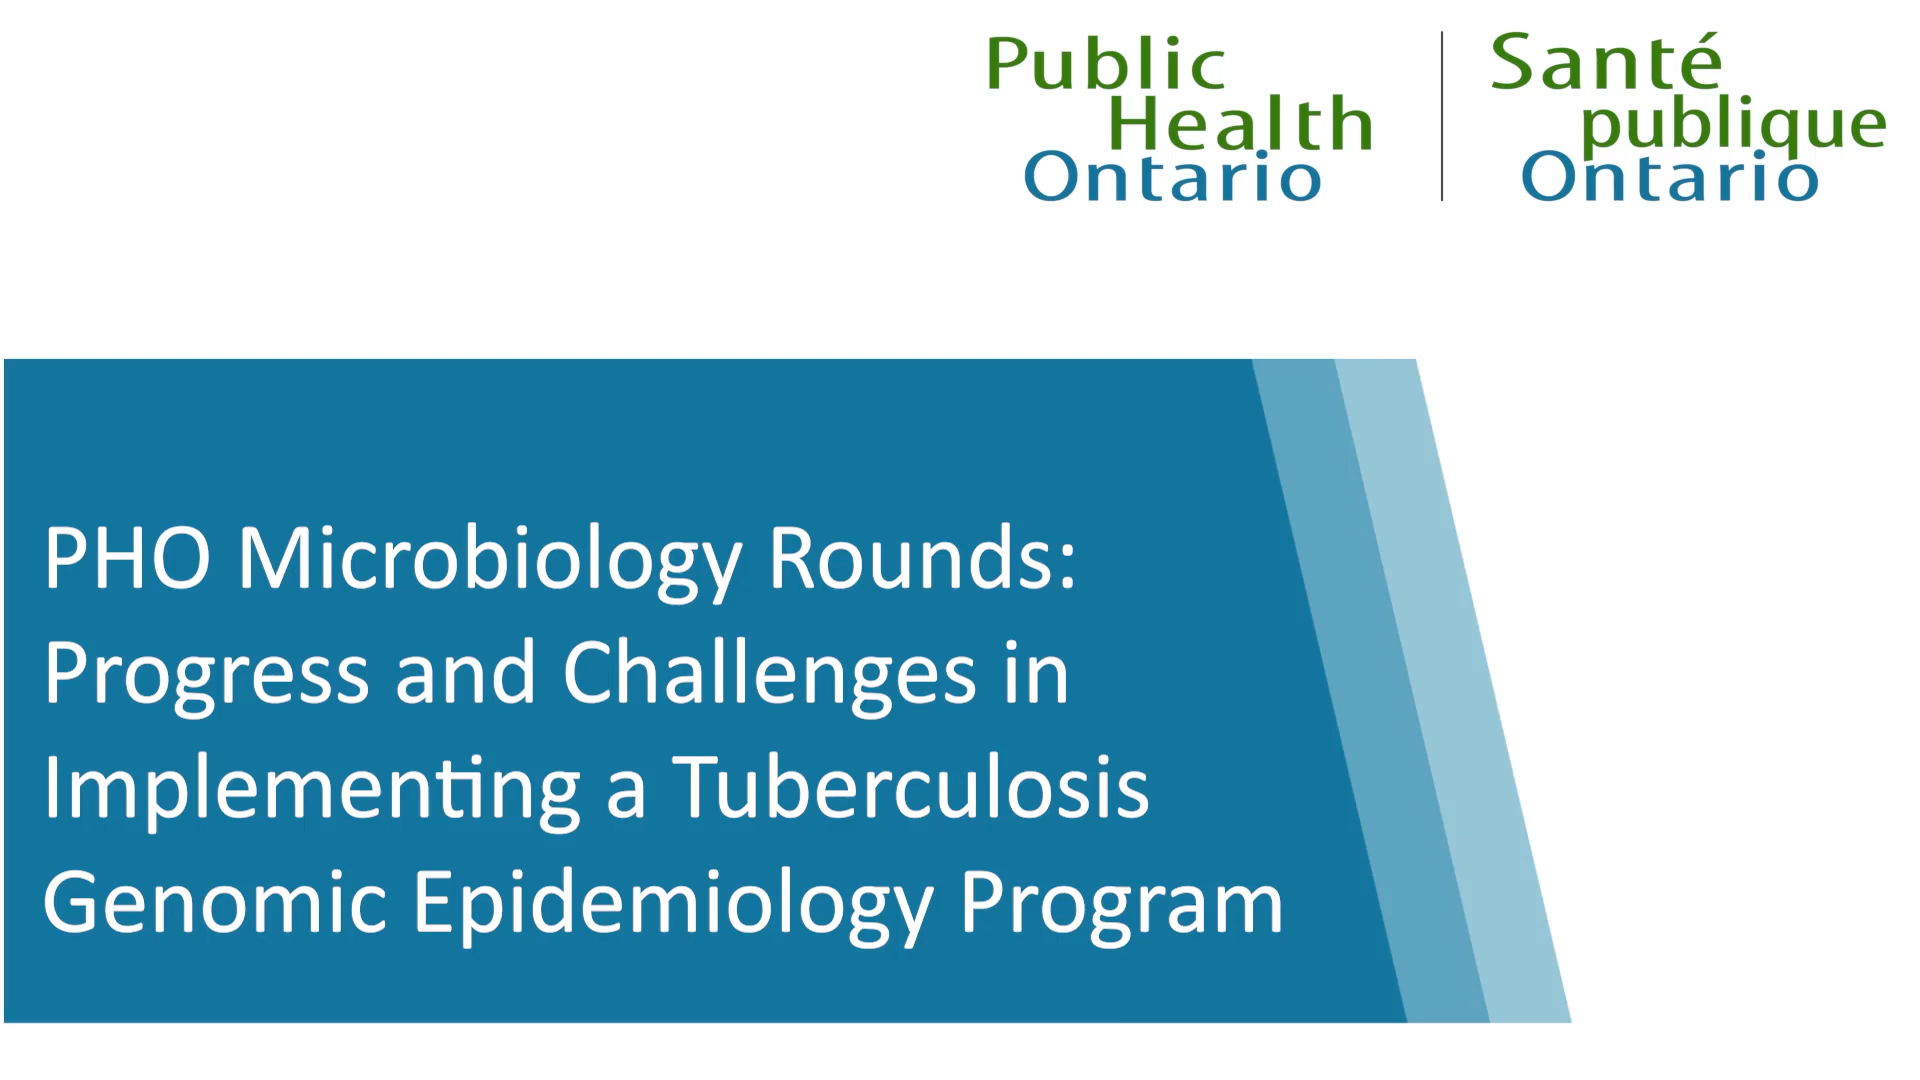 Public
Health
Ontario
Santé
publique
Ontario
PHO Microbiology Rounds:
Progress and Challenges in
Implementing a Tuberculosis
Genomic Epidemiology Program